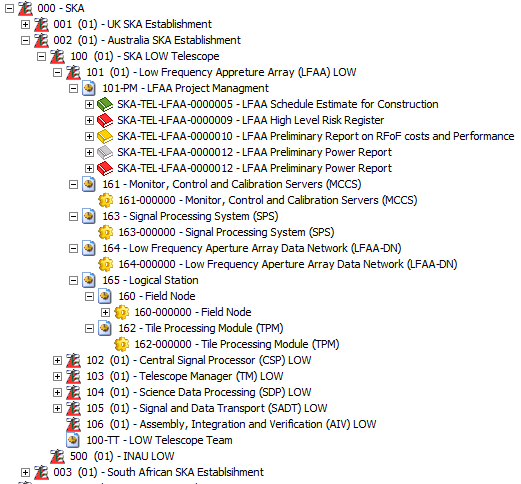 000 - SKA
001 (01) - UK SKA Establishment
002 (01) - Australia SKA Establishment
100 (01) - SKA LOW Telescope
101 (01) - Low Frequency Appreture Array (LFAA) LOW
101-PM - LFAA Project Managment
SKA-TEL-LFAA-0000005 - LFAA Schedule Estimate for Construction
SKA-TEL-LFAA-0000009 - LFAA High Level Risk Register
SKA-TEL-LFAA-0000010 - LFAA Preliminary Report on RFoF costs and Performance
SKA-TEL-LFAA-0000012 - LFAA Preliminary Power Report
SKA-TEL-LFAA-0000012 - LFAA Preliminary Power Report
161 - Monitor, Control and Calibration Servers (MCCS)
161-000000 - Monitor, Control and Calibration Servers (MCCS)
163 - Signal Processing System (SPS)
163-000000 - Signal Processing System (SPS)
164 - Low Frequency Aperture Array Data Network (LFAA-DN)
164-000000 - Low Frequency Aperture Array Data Network (LFAA-DN)
165 - Logical Station
160 - Field Node
160-000000 - Field Node
162 - Tile Processing Module (TPM)
162-000000 - Tile Processing Module (TPM)
102 (01) - Central Signal Processor (CSP) LOW
103 (01) - Telescope Manager (TM) LOW
104 (01) - Science Data Processing (SDP) LOW
105 (01) - Signal and Data Transport (SADT) LOW
106 (01) - Assembly, Integration and Verification (AIV) LOW
100-TT - LOW Telescope Team
500 (01) - INAU LOW
003 (01) - South African SKA Establsihment